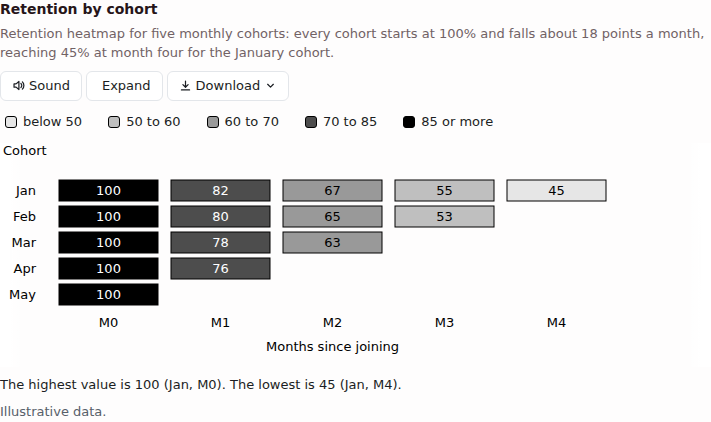 Retention by cohort
Retention heatmap for five monthly cohorts: every cohort starts at 100% and falls about 18 points a month,
reaching 45% at month four for the January cohort.
Sound Expand Download
below 50 50 to 60 60 to 70 70 to 85 85 or more
Cohort
Jan 100 82 67 55 45
Feb 100 80 65 53
Mar 100 78 63
Apr 100 76
May 100
M0 M1 M2 M3 M4
Months since joining
The highest value is 100 (Jan, M0). The lowest is 45 (Jan, M4).
Illustrative data.